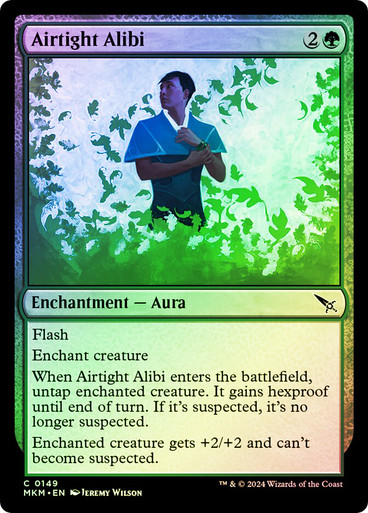 Airtight Alibi 2
Enchantment — Aura
Flash
Enchant creature
When Airtight Alibi enters the battlefield,
untap enchanted creature. It gains hexproof
until end of turn. If it's suspected, it's no
longer suspected.
Enchanted creature gets +2/+2 and can't
become suspected.
C 0149
MKM • EN Jeremy Wilson
™ & © 2024 Wizards of the Coast